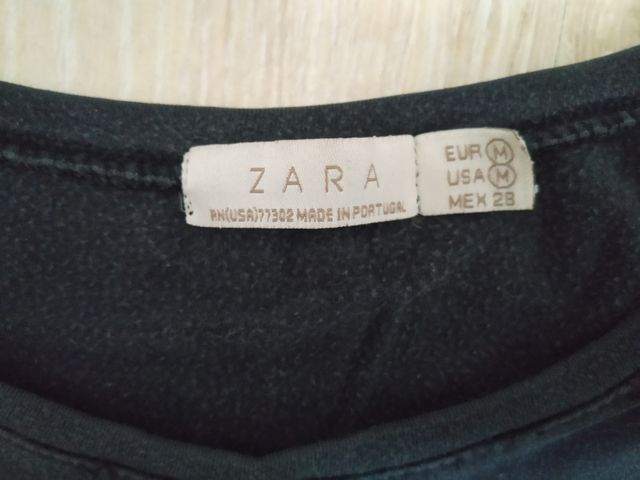 ZARA
RN(USA)77302 MADE IN PORTUGAL
EUR M
USA M
MEX 28